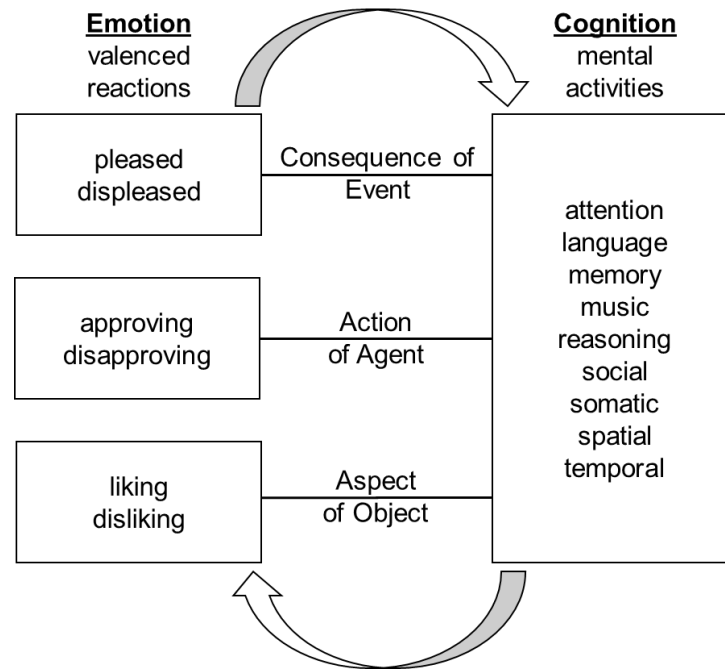 Emotion
valenced
reactions
Cognition
mental
activities
pleased
displeased
Consequence of
Event
approving
disapproving
Action
of Agent
liking
disliking
Aspect
of Object
attention
language
memory
music
reasoning
social
somatic
spatial
temporal